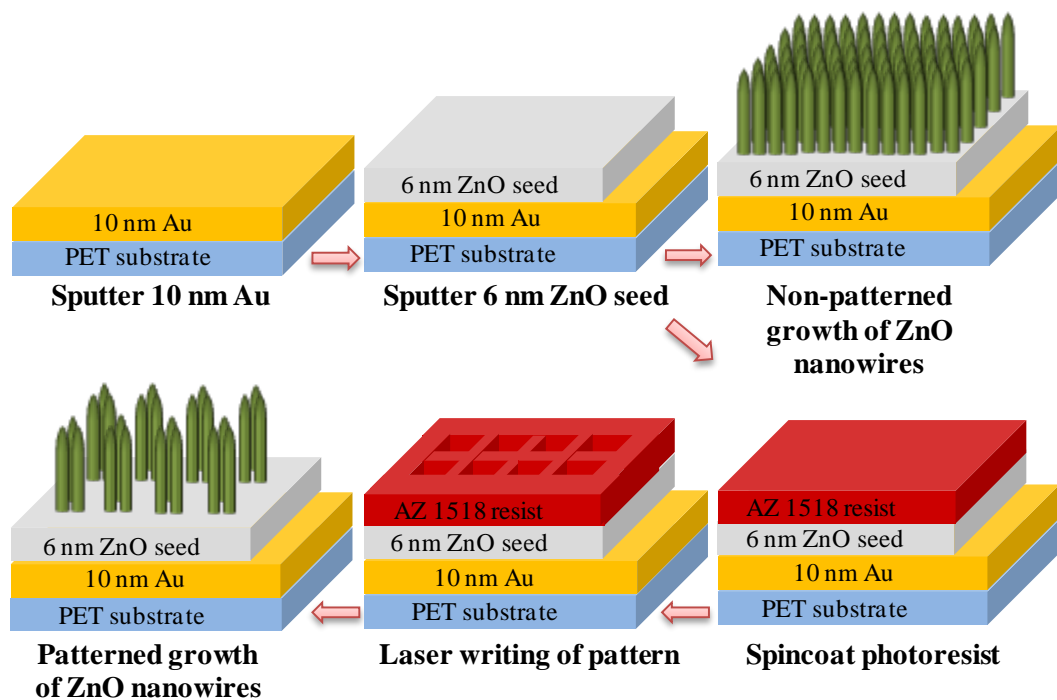 10 nm Au
PET substrate
Sputter 10 nm Au
6 nm ZnO seed
10 nm Au
PET substrate
Sputter 6 nm ZnO seed
6 nm ZnO seed
10 nm Au
PET substrate
Non-patterned
growth of ZnO
nanowires
6 nm ZnO seed
10 nm Au
PET substrate
Patterned growth
of ZnO nanowires
AZ 1518 resist
6 nm ZnO seed
10 nm Au
PET substrate
Laser writing of pattern
AZ 1518 resist
6 nm ZnO seed
10 nm Au
PET substrate
Spincoat photoresist